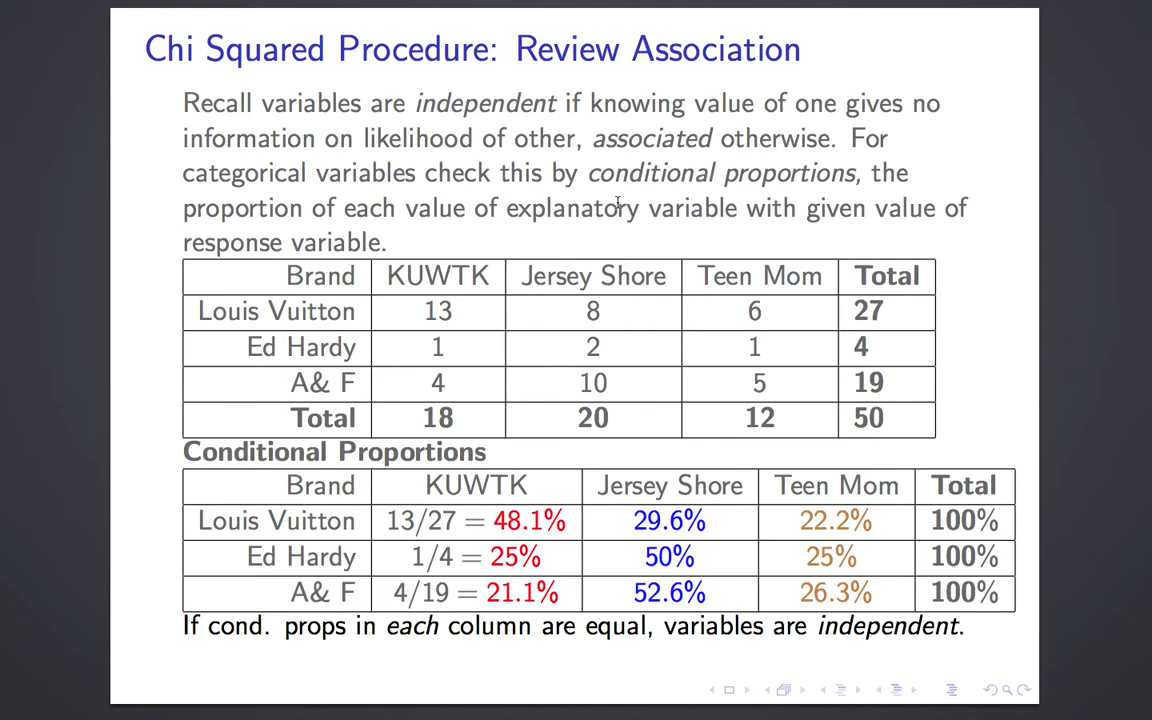 Chi Squared Procedure: Review Association
Recall variables are independent if knowing value of one gives no
information on likelihood of other, associated otherwise. For
categorical variables check this by conditional proportions, the
proportion of each value of explanatory variable with given value of
response variable.
Brand KUWTK Jersey Shore Teen Mom Total
Louis Vuitton 13 8 6 27
Ed Hardy 1 2 1 4
A& F 4 10 5 19
Total 18 20 12 50
Conditional Proportions
Brand KUWTK Jersey Shore Teen Mom Total
Louis Vuitton 13/27 = 48.1% 29.6% 22.2% 100%
Ed Hardy 1/4 = 25% 50% 25% 100%
A& F 4/19 = 21.1% 52.6% 26.3% 100%
If cond. props in each column are equal, variables are independent.